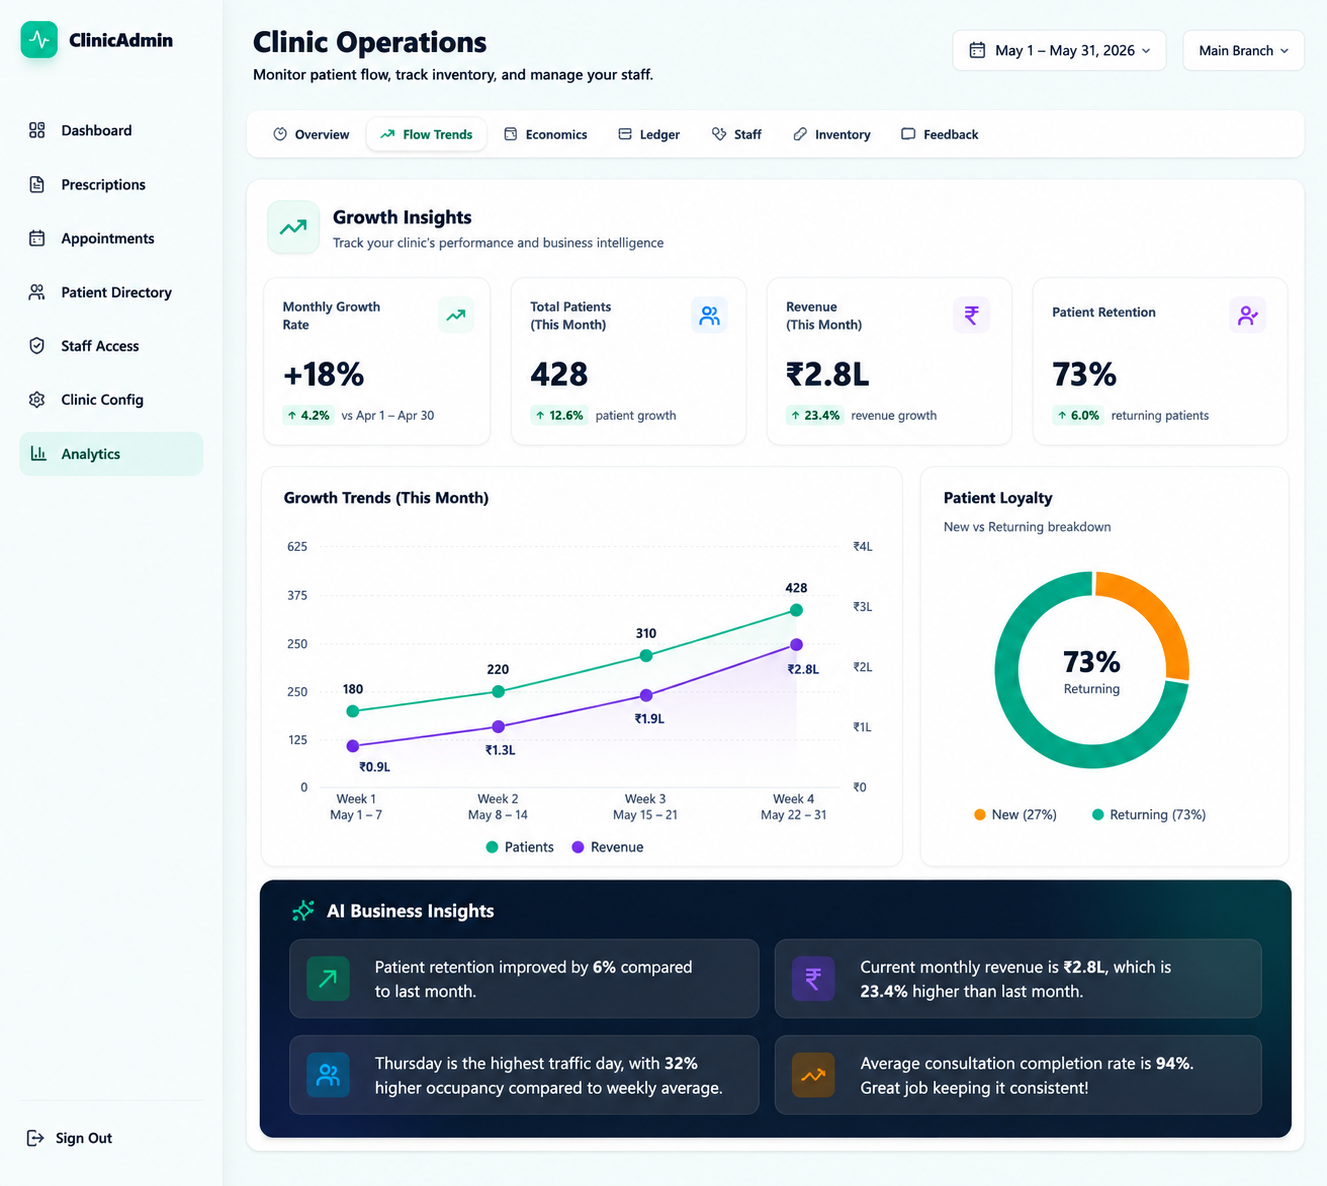 ClinicAdmin
Dashboard
Prescriptions
Appointments
Patient Directory
Staff Access
Clinic Config
Analytics
Sign Out
Clinic Operations
Monitor patient flow, track inventory, and manage your staff.
May 1 – May 31, 2026
Main Branch
Overview
Flow Trends
Economics
Ledger
Staff
Inventory
Feedback
Growth Insights
Track your clinic's performance and business intelligence
Monthly Growth
Rate
+18%
↑ 4.2% vs Apr 1 – Apr 30
Total Patients
(This Month)
428
↑ 12.6% patient growth
Revenue
(This Month)
₹2.8L
↑ 23.4% revenue growth
Patient Retention
73%
↑ 6.0% returning patients
Growth Trends (This Month)
625
375
250
250
125
0
₹4L
₹3L
₹2L
₹1L
₹0
180
220
310
428
₹0.9L
₹1.3L
₹1.9L
₹2.8L
Week 1
May 1 – 7
Week 2
May 8 – 14
Week 3
May 15 – 21
Week 4
May 22 – 31
Patients
Revenue
Patient Loyalty
New vs Returning breakdown
73%
Returning
New (27%)
Returning (73%)
AI Business Insights
Patient retention improved by 6% compared
to last month.
₹
Current monthly revenue is ₹2.8L, which is
23.4% higher than last month.
Thursday is the highest traffic day, with 32%
higher occupancy compared to weekly average.
Average consultation completion rate is 94%.
Great job keeping it consistent!